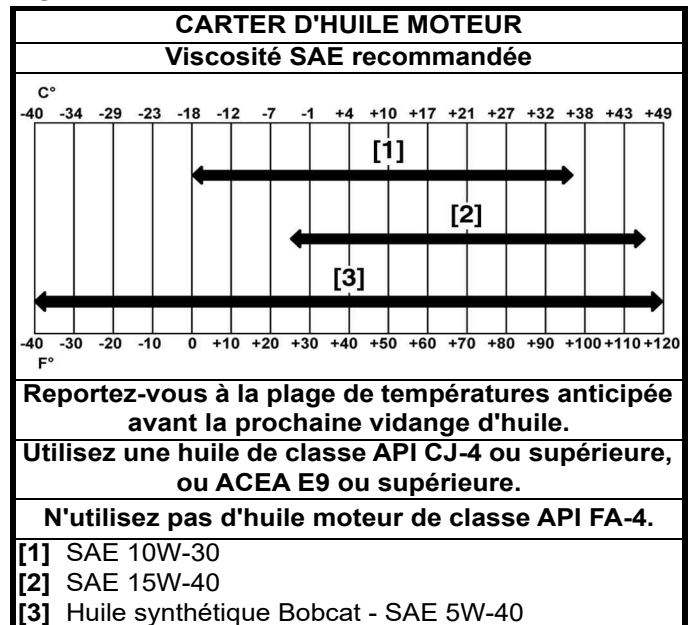 CARTER D'HUILE MOTEUR
Viscosité SAE recommandée
C°
-40 -34 -29 -23 -18 -12 -7 -1 +4 +10 +17 +21 +27 +32 +38 +43 +49
[1]
[2]
[3]
-40 -30 -20 -10 0 +10 +20 +30 +40 +50 +60 +70 +80 +90 +100 +110 +120
F°
Reportez-vous à la plage de températures anticipée
avant la prochaine vidange d'huile.
Utilisez une huile de classe API CJ-4 ou supérieure,
ou ACEA E9 ou supérieure.
N'utilisez pas d'huile moteur de classe API FA-4.
[1] SAE 10W-30
[2] SAE 15W-40
[3] Huile synthétique Bobcat - SAE 5W-40